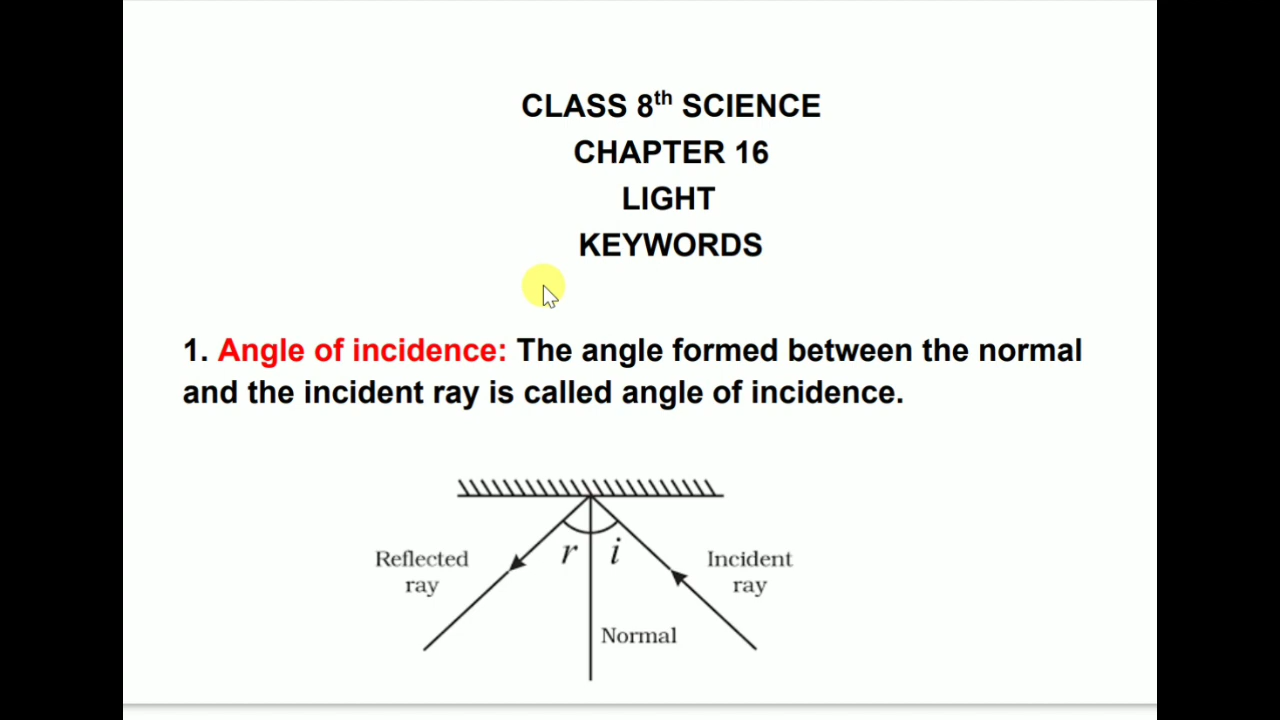 CLASS 8th SCIENCE
CHAPTER 16
LIGHT
KEYWORDS
1. Angle of incidence: The angle formed between the normal
and the incident ray is called angle of incidence.
r i
Reflected
ray
Incident
ray
Normal